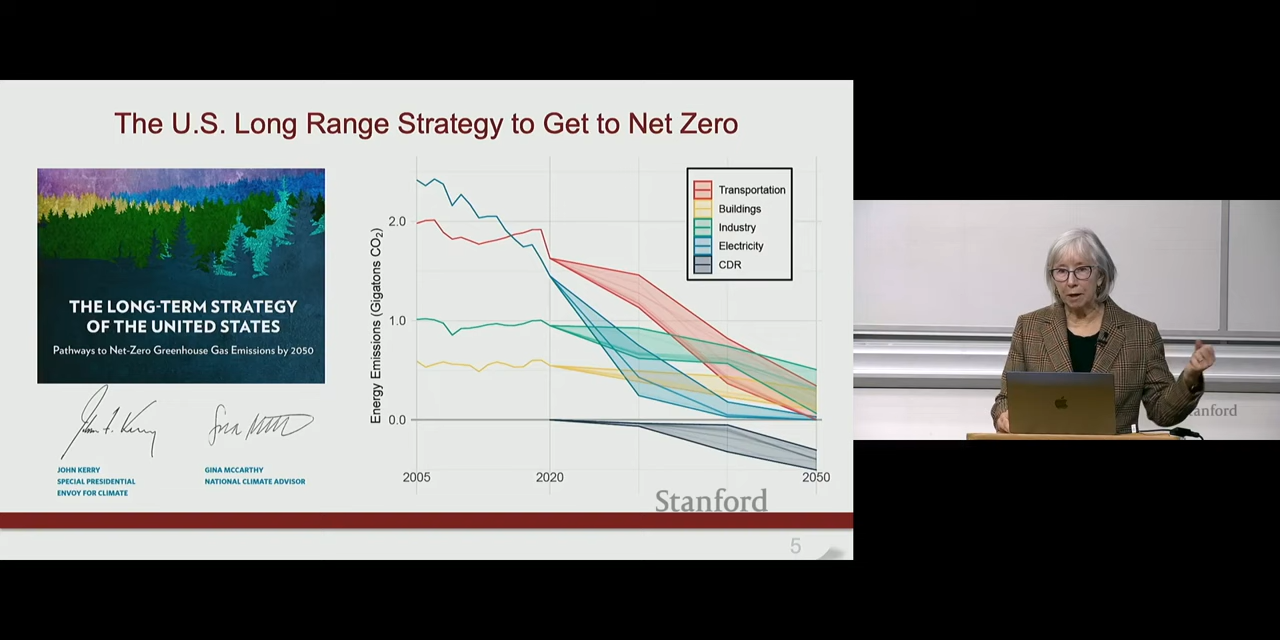 The U.S. Long Range Strategy to Get to Net Zero
THE LONG-TERM STRATEGY
OF THE UNITED STATES
Pathways to Net-Zero Greenhouse Gas Emissions by 2050
John F. Kerry
JOHN KERRY
SPECIAL PRESIDENTIAL
ENVOY FOR CLIMATE
GINA MCCARTHY
NATIONAL CLIMATE ADVISOR
Energy Emissions (Gigatons CO₂)
2.0
1.0
0.0
2005
2020
2050
Transportation
Buildings
Industry
Electricity
CDR
Stanford
5
Stanford